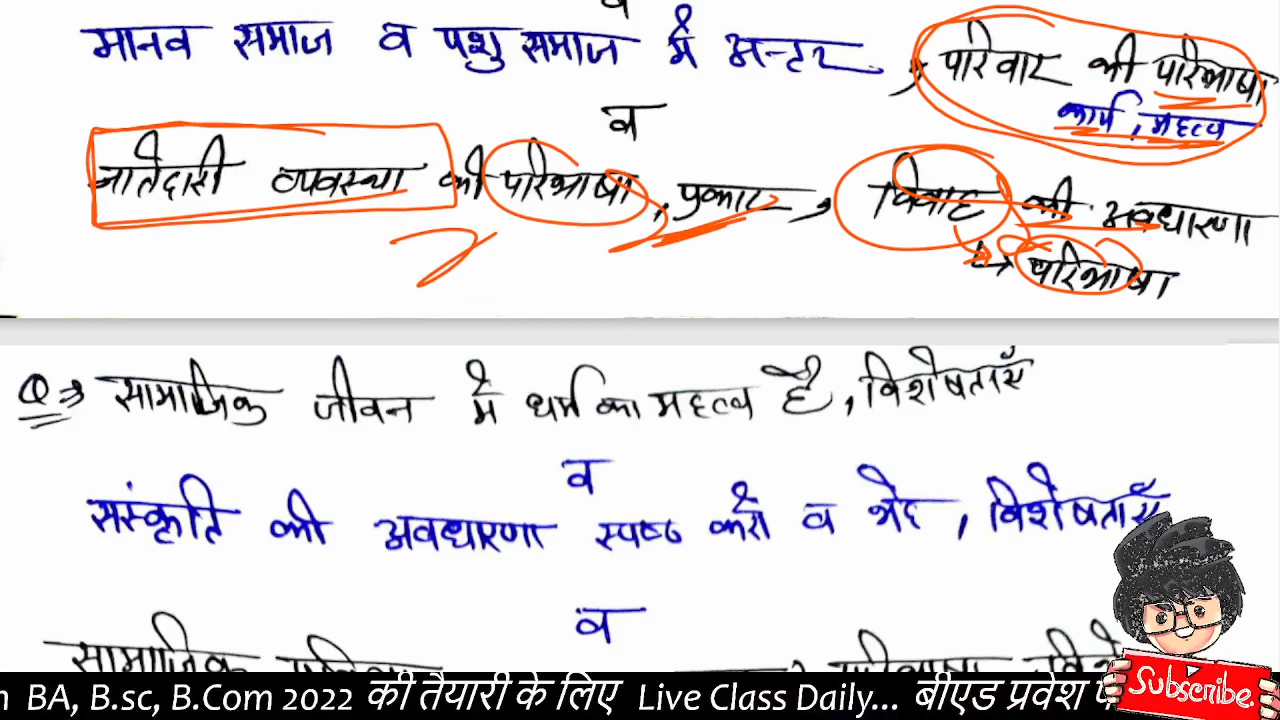 व
मानव समाज व पशु समाज में अन्तर , परिवार की परिभाषा
कार्य , महत्व
व
नातेदारी व्यवस्था की परिभाषा , प्रकार , विवाह की अवधारणा
→ परिभाषा
Q ⇒ सामाजिक जीवन में धर्म का महत्व है , विशेषताएँ
व
संस्कृति की अवधारणा स्पष्ट करो व भेद , विशेषताएँ
व
सामाजिक
BA, B.sc, B.Com 2022 की तैयारी के लिए Live Class Daily... बीएड प्रवेश
Subscribe.